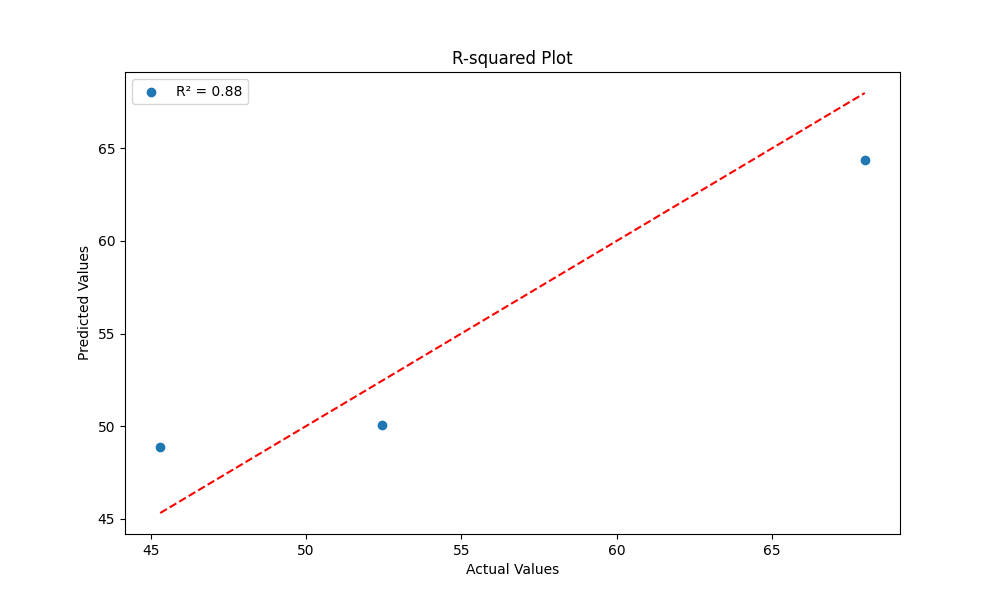 R-squared Plot
R² = 0.88
65
60
55
50
45
Predicted Values
45 50 55 60 65
Actual Values